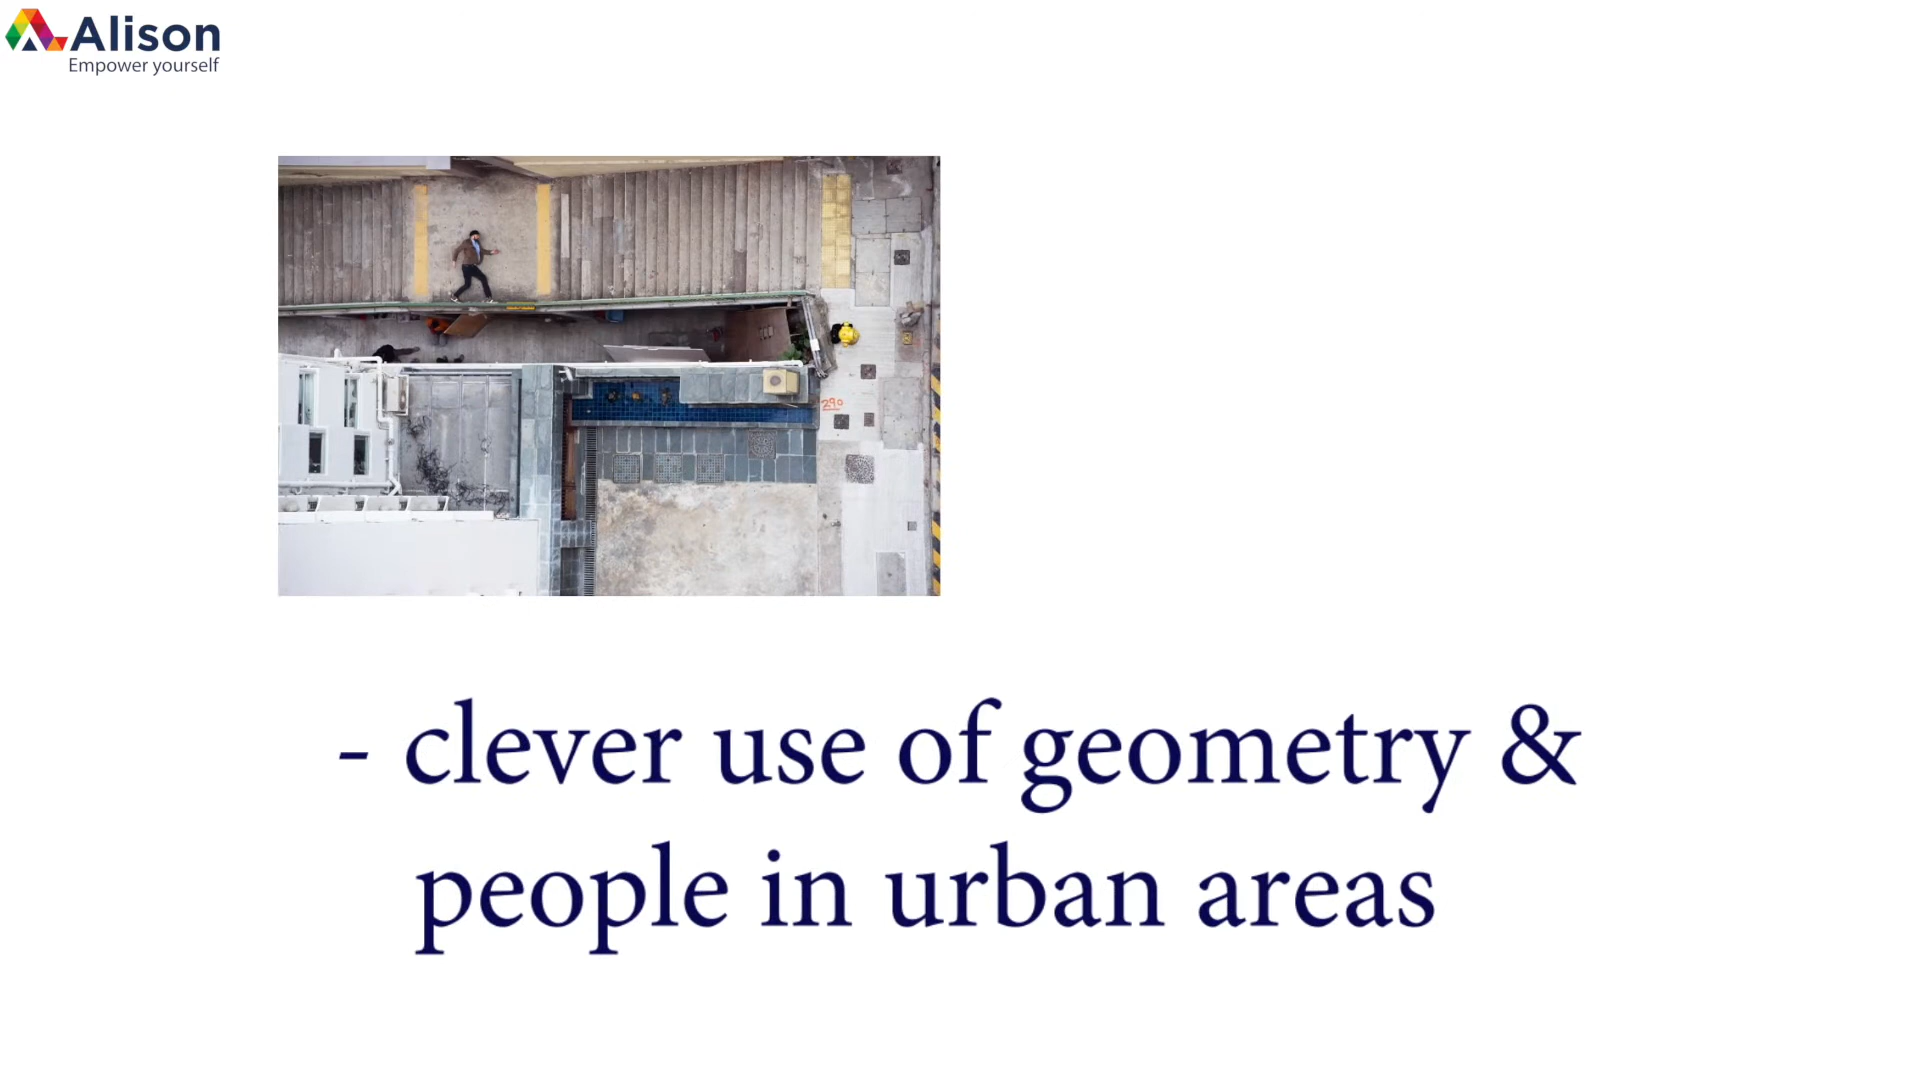 Alison
Empower yourself
290
- clever use of geometry &
people in urban areas